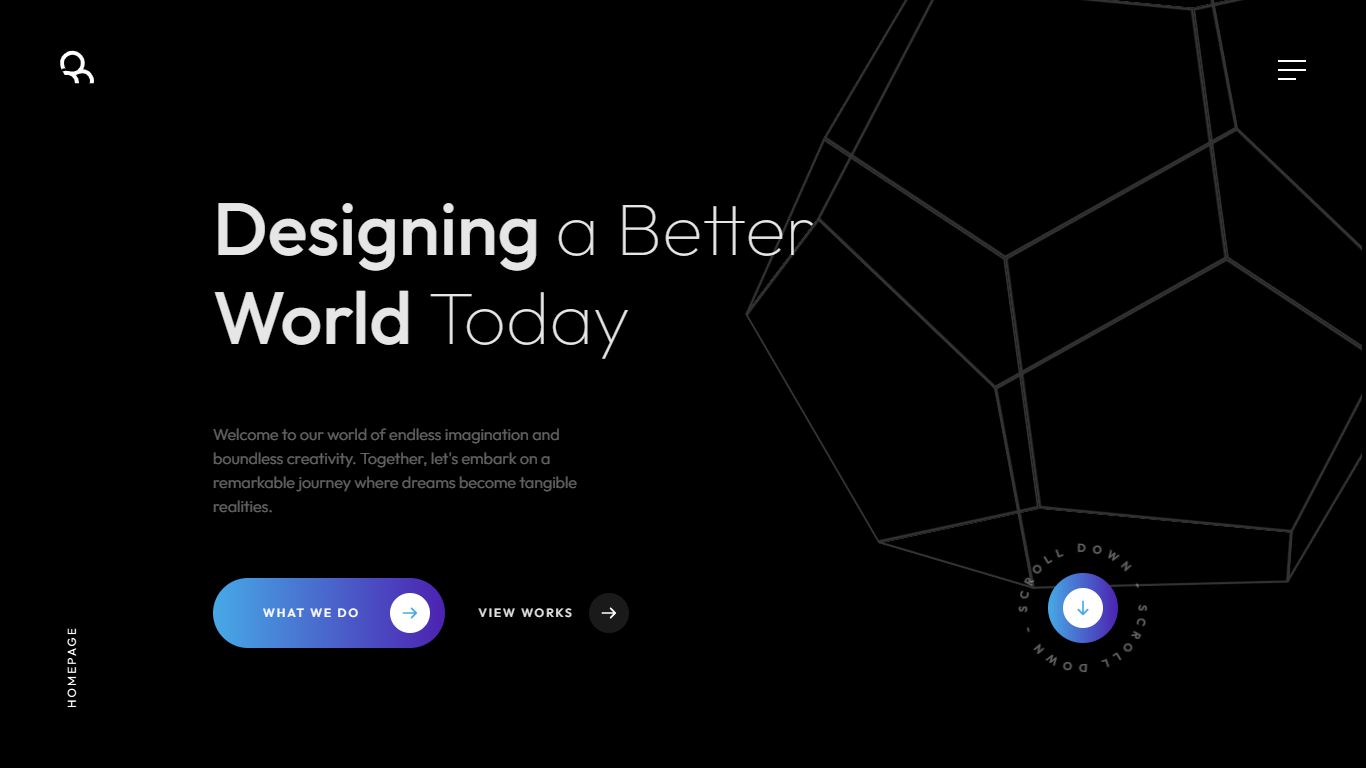 Designing a Better
World Today
Welcome to our world of endless imagination and
boundless creativity. Together, let's embark on a
remarkable journey where dreams become tangible
realities.
WHAT WE DO
VIEW WORKS
SCROLL DOWN - SCROLL DOWN -
HOMEPAGE